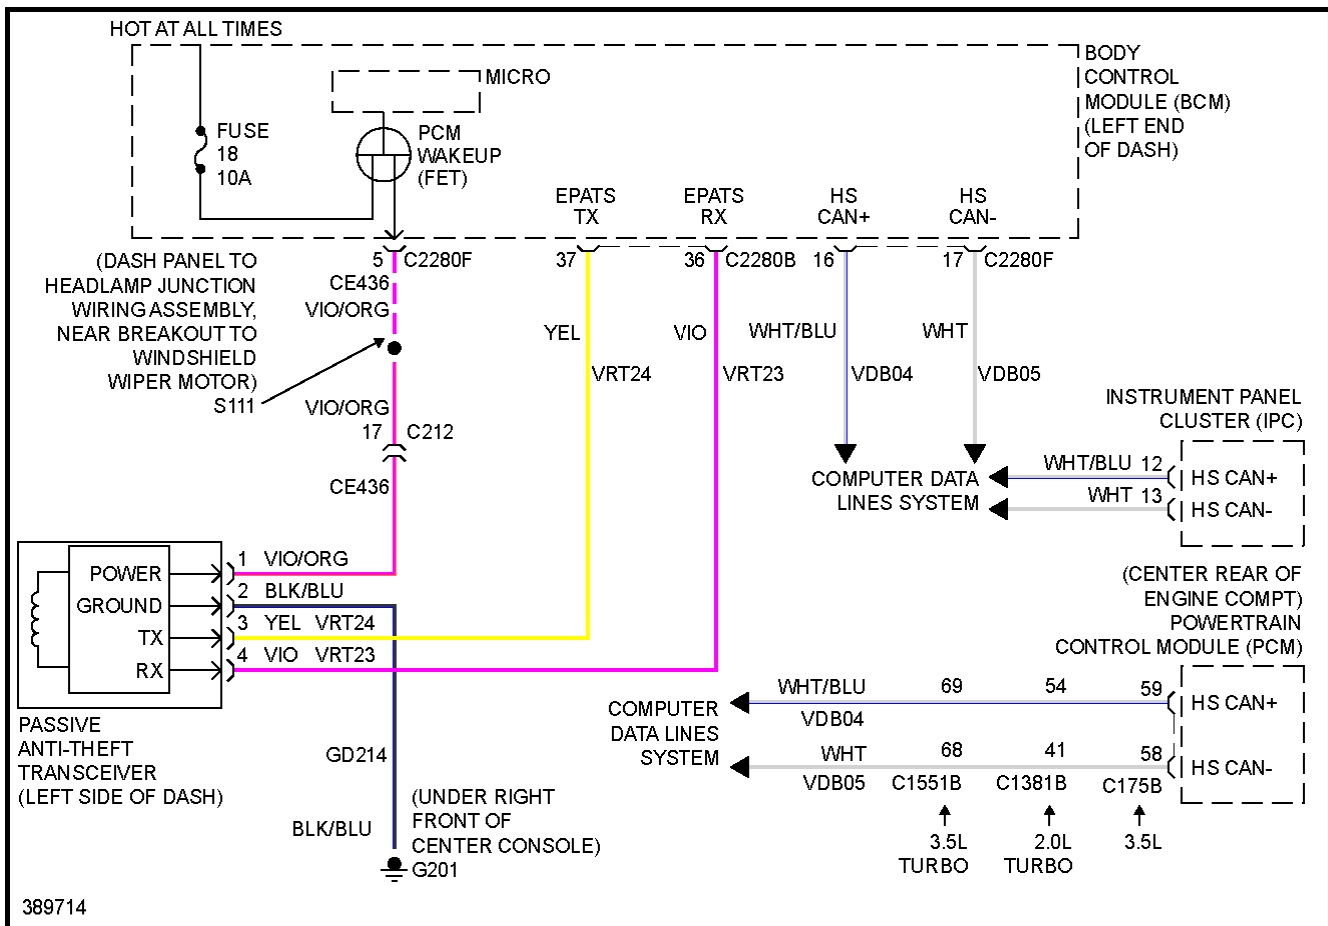 HOT AT ALL TIMES
BODY
CONTROL
MODULE (BCM)
(LEFT END
OF DASH)
MICRO
FUSE
18
10A
PCM
WAKEUP
(FET)
EPATS
TX
EPATS
RX
HS
CAN+
HS
CAN-
5 C2280F
37
36 C2280B
16
17 C2280F
(DASH PANEL TO
HEADLAMP JUNCTION
WIRING ASSEMBLY,
NEAR BREAKOUT TO
WINDSHIELD
WIPER MOTOR)
S111
CE436
VIO/ORG
YEL
VRT24
VIO
VRT23
WHT/BLU
VDB04
WHT
VDB05
VIO/ORG
17 C212
CE436
COMPUTER DATA
LINES SYSTEM
INSTRUMENT PANEL
CLUSTER (IPC)
WHT/BLU 12 HS CAN+
WHT 13 HS CAN-
POWER 1 VIO/ORG
GROUND 2 BLK/BLU
TX 3 YEL VRT24
RX 4 VIO VRT23
PASSIVE
ANTI-THEFT
TRANSCEIVER
(LEFT SIDE OF DASH)
GD214
BLK/BLU
(UNDER RIGHT
FRONT OF
CENTER CONSOLE)
G201
(CENTER REAR OF
ENGINE COMPT)
POWERTRAIN
CONTROL MODULE (PCM)
COMPUTER
DATA LINES
SYSTEM
WHT/BLU 69 54 59 HS CAN+
VDB04
WHT 68 41 58 HS CAN-
VDB05 C1551B C1381B C175B
3.5L
TURBO
2.0L
TURBO
3.5L
389714